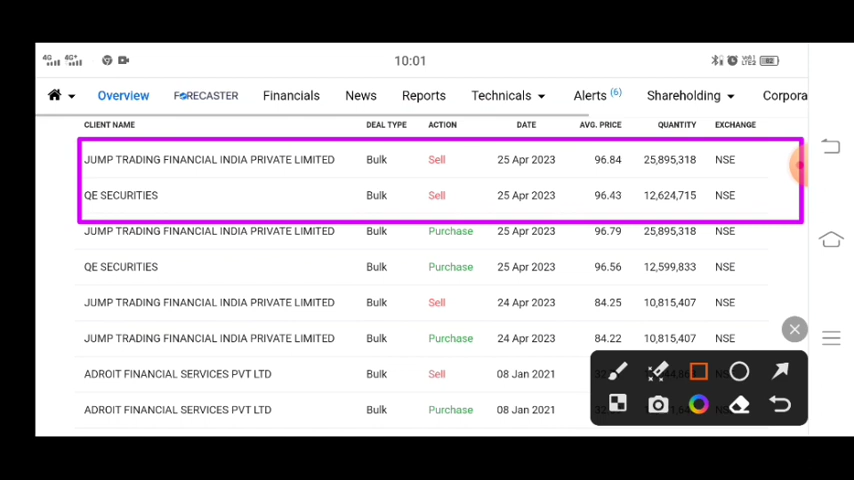 4G 4G+ 10:01
Overview FORECASTER Financials News Reports Technicals Alerts (6) Shareholding Corpora
CLIENT NAME DEAL TYPE ACTION DATE AVG. PRICE QUANTITY EXCHANGE
JUMP TRADING FINANCIAL INDIA PRIVATE LIMITED Bulk Sell 25 Apr 2023 96.84 25,895,318 NSE
QE SECURITIES Bulk Sell 25 Apr 2023 96.43 12,624,715 NSE
JUMP TRADING FINANCIAL INDIA PRIVATE LIMITED Bulk Purchase 25 Apr 2023 96.79 25,895,318 NSE
QE SECURITIES Bulk Purchase 25 Apr 2023 96.56 12,599,833 NSE
JUMP TRADING FINANCIAL INDIA PRIVATE LIMITED Bulk Sell 24 Apr 2023 84.25 10,815,407 NSE
JUMP TRADING FINANCIAL INDIA PRIVATE LIMITED Bulk Purchase 24 Apr 2023 84.22 10,815,407 NSE
ADROIT FINANCIAL SERVICES PVT LTD Bulk Sell 08 Jan 2021
ADROIT FINANCIAL SERVICES PVT LTD Bulk Purchase 08 Jan 2021